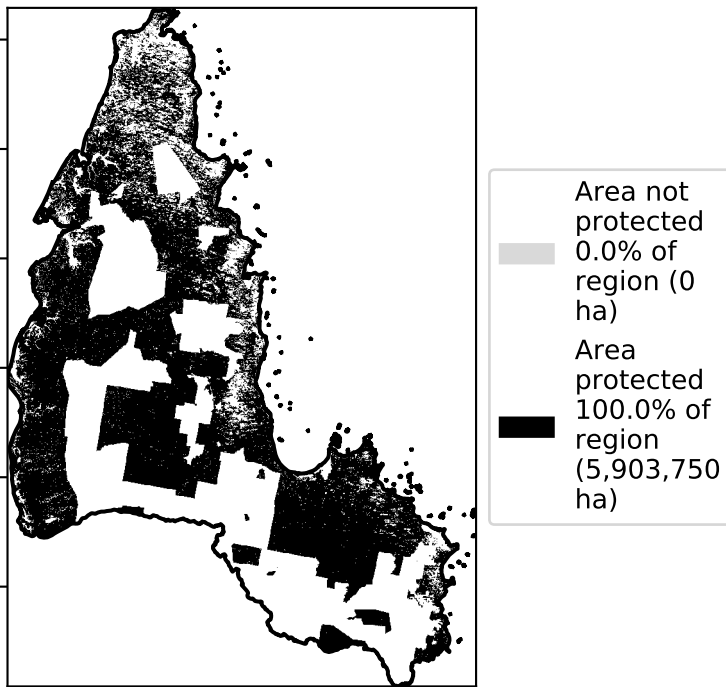 Area not
protected
0.0% of
region (0
ha)
Area
protected
100.0% of
region
(5,903,750
ha)